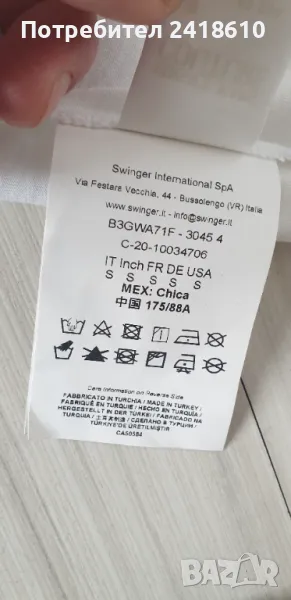 Потребител 2418610
Swinger International SpA
Via Festara Vecchia, 44 - Bussolengo (VR) Italia
www.swinger.it - info@swinger.it
B3GWA71F - 3045 4
C-20-10034706
IT Inch FR DE USA
S S S S S
MEX: Chica
中国 175/88A
Care Information on Reverse Side
FABBRICATO IN TURCHIA / MADE IN TURKEY /
FABRIQUÉ EN TURQUIE / HECHO EN TURQUÍA /
HERGESTELLT IN DER TÜRKEI / FABRICADO NA
TURQUIA / 土耳其制造 / СДЕЛАНО В ТУРЦИИ /
TÜRKİYE'DE ÜRETİLMİŞTİR
BAZAR